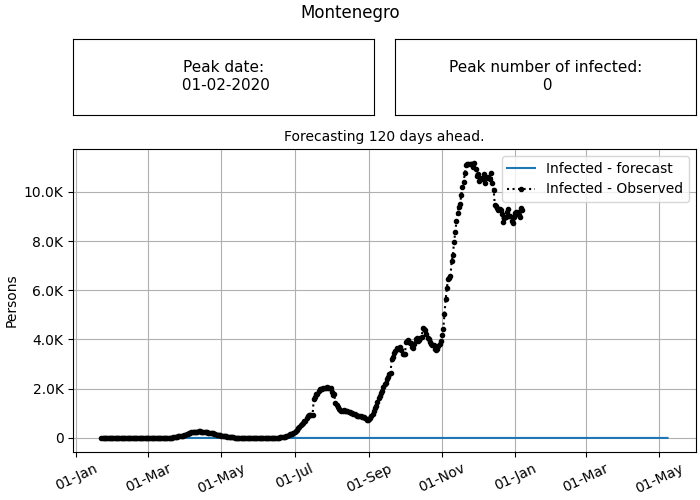 Montenegro
Peak date:
01-02-2020
Peak number of infected:
0
Forecasting 120 days ahead.
Infected - forecast
Infected - Observed
Persons
10.0K
8.0K
6.0K
4.0K
2.0K
0
01-Jan
01-Mar
01-May
01-Jul
01-Sep
01-Nov
01-Jan
01-Mar
01-May